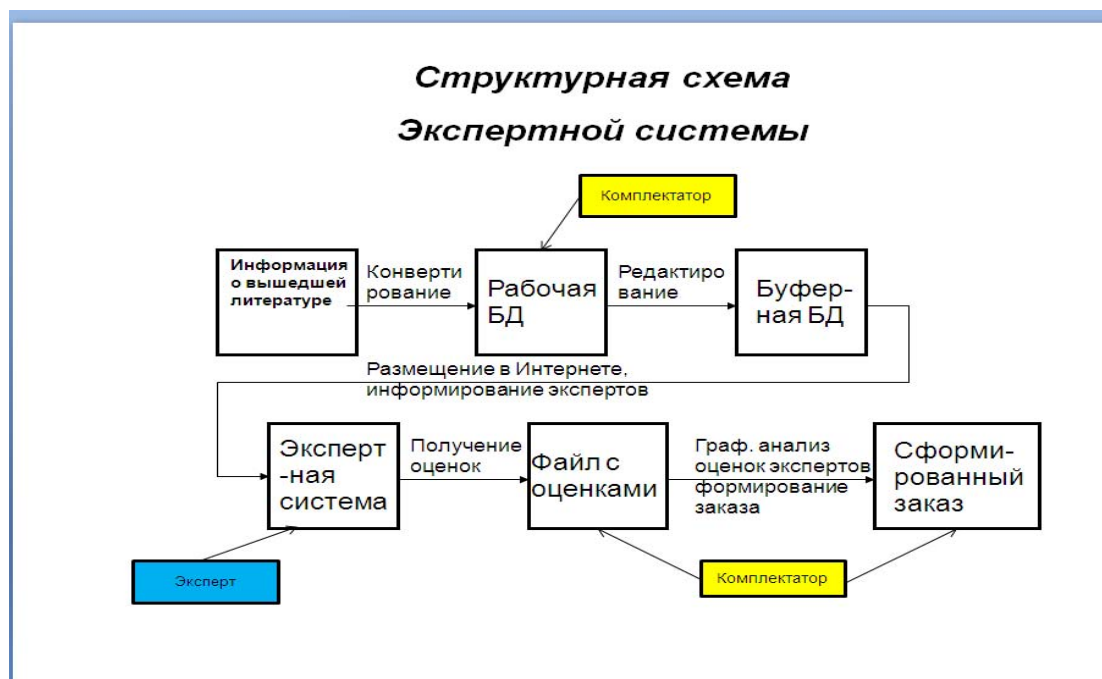 Структурная схема
Экспертной системы
Комплектатор
Информация
о вышедшей
литературе
Конверти
рование
Рабочая
БД
Редактиро
вание
Буфер-
ная БД
Размещение в Интернете,
информирование экспертов
Эксперт
-ная
система
Получение
оценок
Файл с
оценками
Граф. анализ
оценок экспертов
формирование
заказа
Сформи-
рованный
заказ
Эксперт
Комплектатор